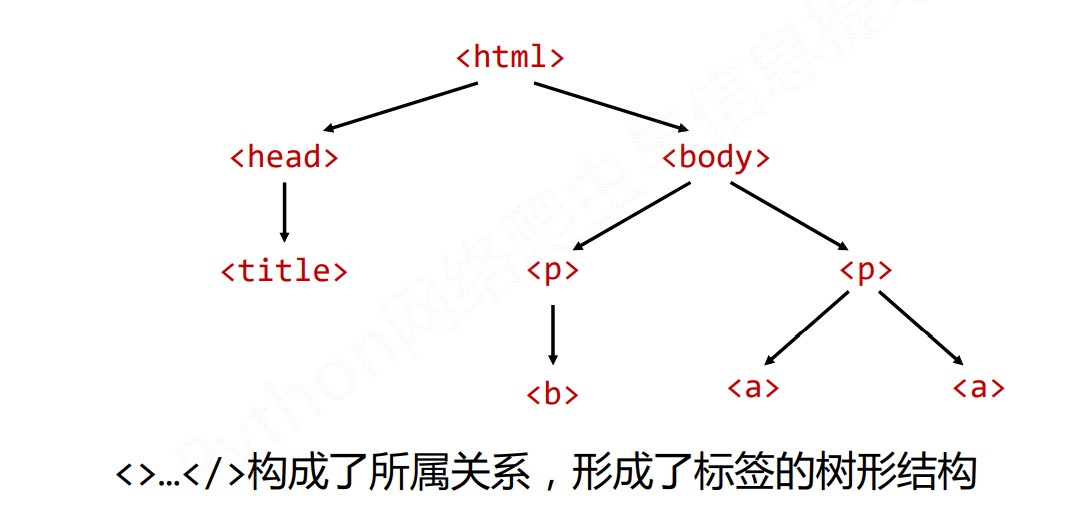 <html>
<head> <body>
<title> <p> <p>
<b> <a> <a>
<>…</>构成了所属关系，形成了标签的树形结构
Python网络爬虫与信息提取